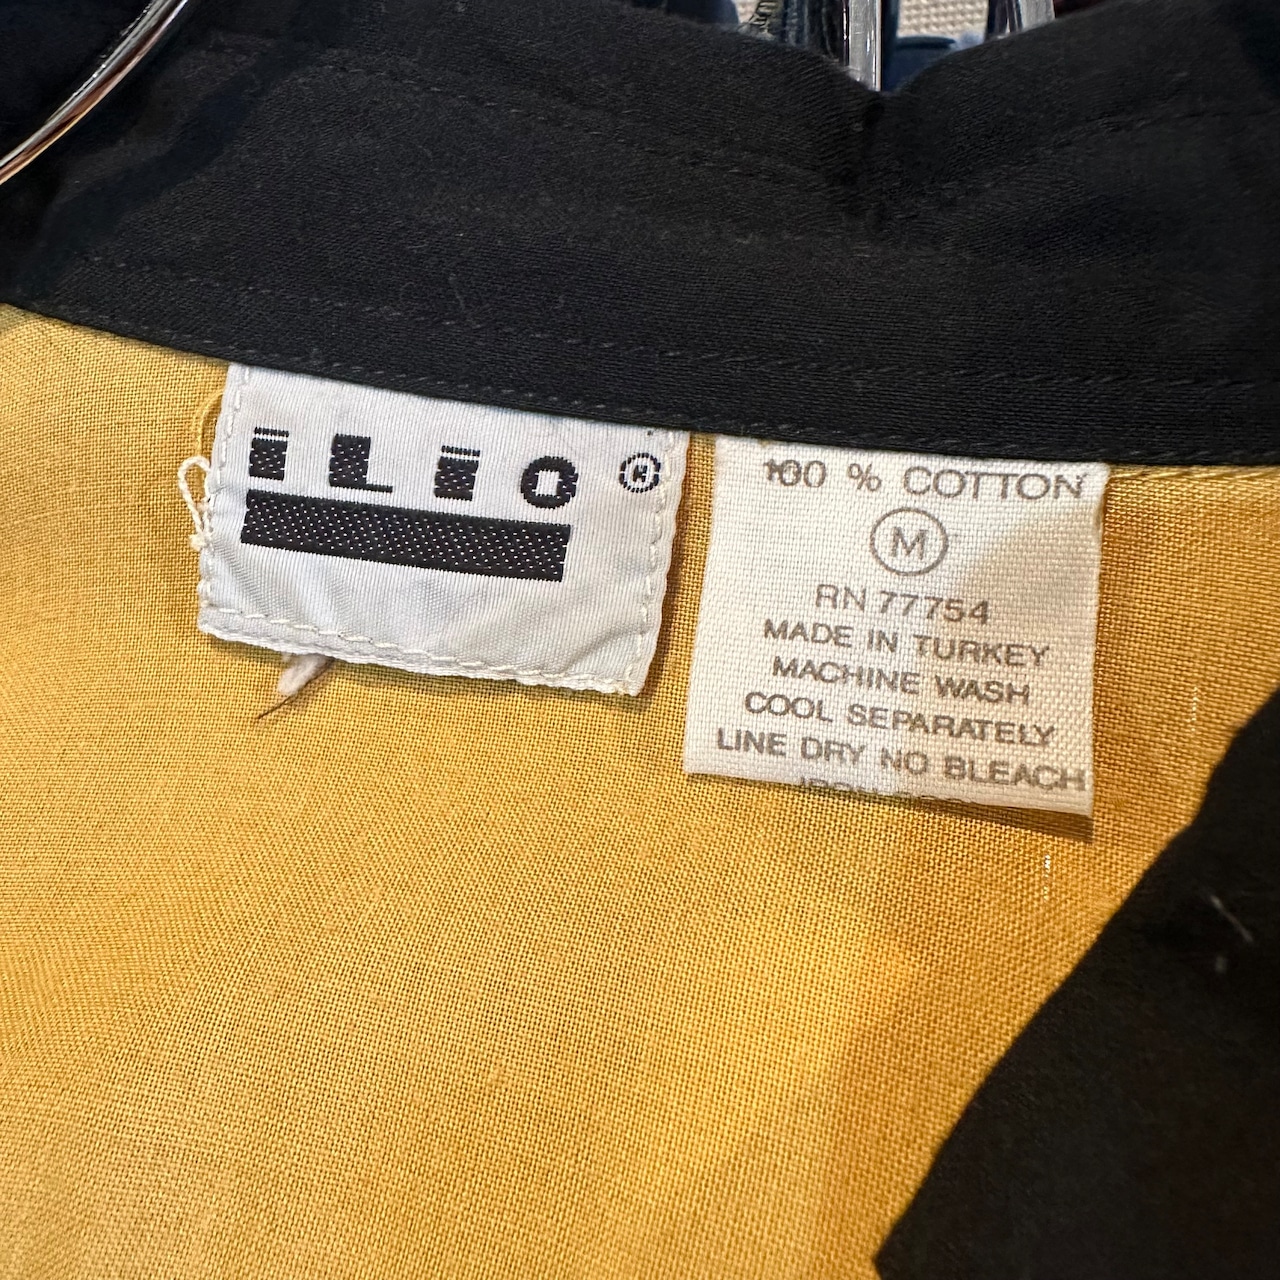 iLio ®
100 % COTTON
M
RN 77754
MADE IN TURKEY
MACHINE WASH
COOL SEPARATELY
LINE DRY NO BLEACH